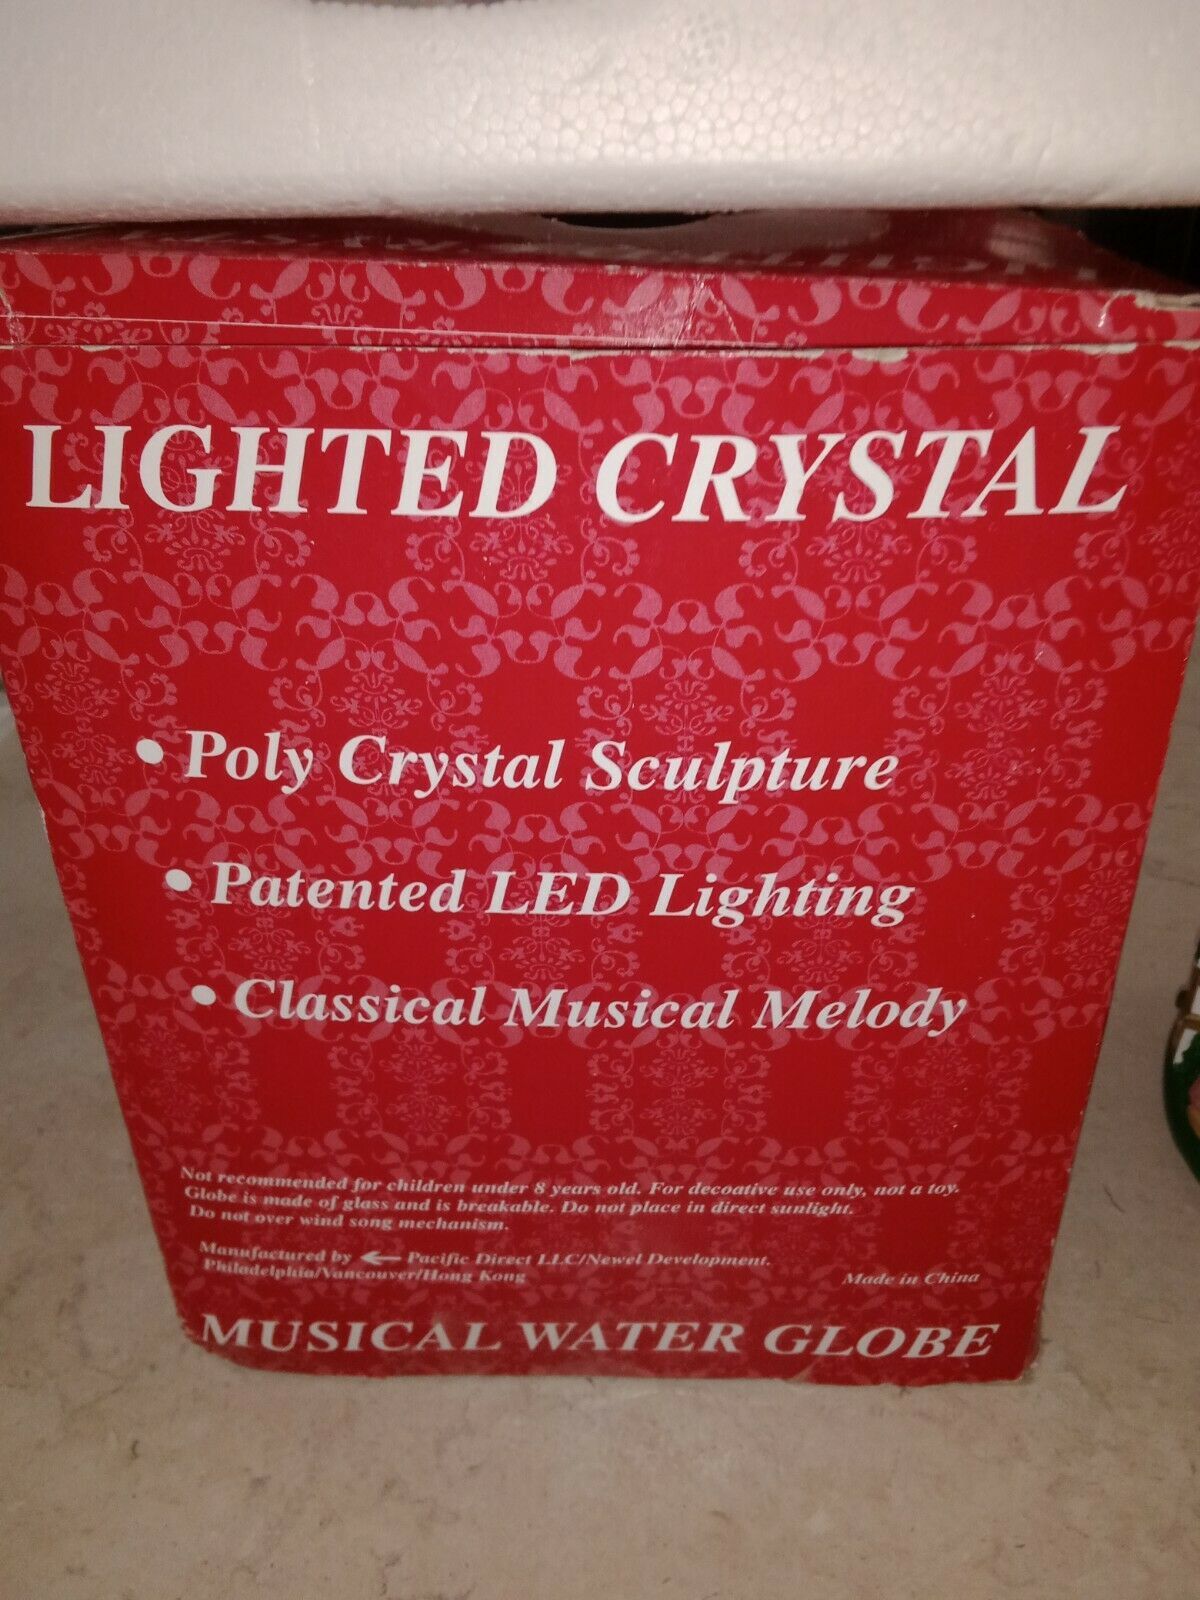 LIGHTED CRYSTAL
• Poly Crystal Sculpture
• Patented LED Lighting
• Classical Musical Melody
Not recommended for children under 8 years old. For decoative use only, not a toy.
Globe is made of glass and is breakable. Do not place in direct sunlight.
Do not over wind song mechanism.
Manufactured by ← Pacific Direct LLC/Newel Development.
Philadelphia/Vancouver/Hong Kong
Made in China
MUSICAL WATER GLOBE